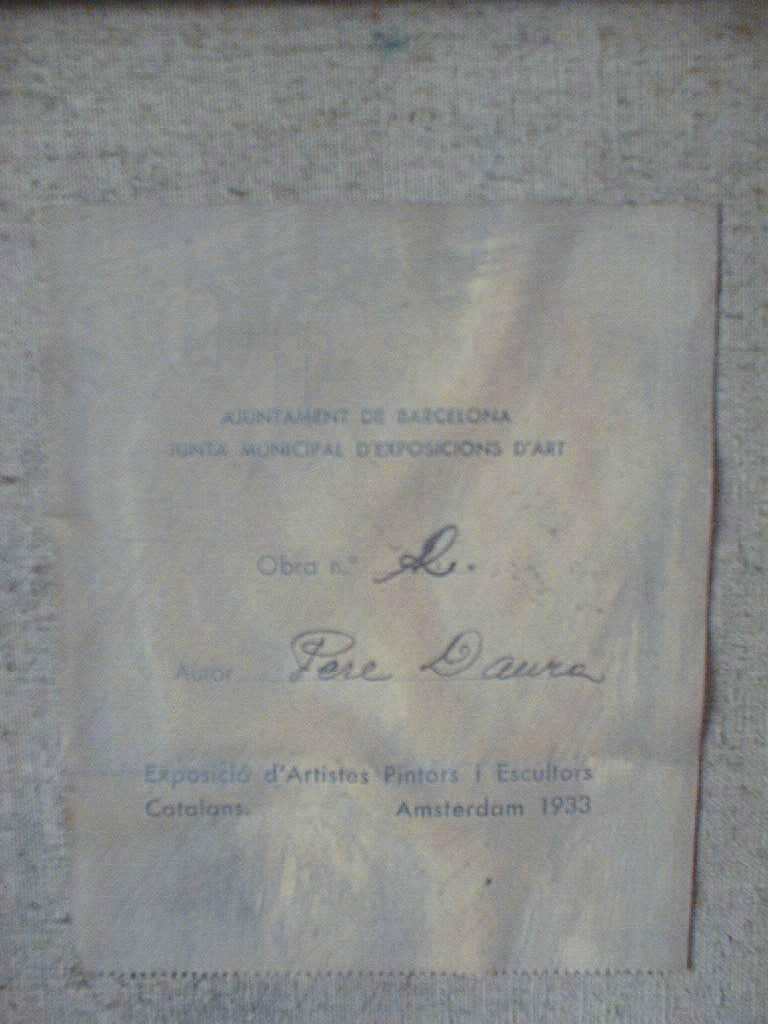 AJUNTAMENT DE BARCELONA
JUNTA MUNICIPAL D'EXPOSICIONS D'ART
Obra n.º 2.
Autor Pere Daura
Exposició d'Artistes Pintors i Escultors
Catalans. Amsterdam 1933